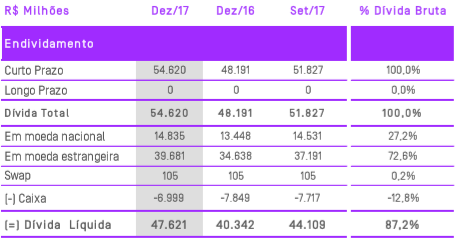 R$ Milhões Dez/17 Dez/16 Set/17 % Dívida Bruta
Endividamento
Curto Prazo 54.620 48.191 51.827 100,0%
Longo Prazo 0 0 0 0,0%
Dívida Total 54.620 48.191 51.827 100,0%
Em moeda nacional 14.835 13.448 14.531 27,2%
Em moeda estrangeira 39.681 34.638 37.191 72,6%
Swap 105 105 105 0,2%
(-) Caixa -6.999 -7.849 -7.717 -12,8%
(=) Dívida Líquida 47.621 40.342 44.109 87,2%